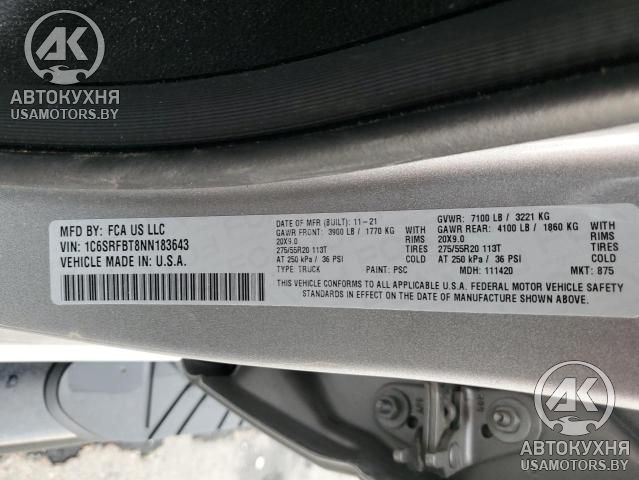 AK
АВТОКУХНЯ
USAMOTORS.BY
MFD BY: FCA US LLC
VIN: 1C6SRFBT8NN183643
VEHICLE MADE IN: U.S.A.
DATE OF MFR (BUILT): 11-21 GVWR: 7100 LB / 3221 KG
GAWR FRONT: 3900 LB / 1770 KG WITH GAWR REAR: 4100 LB / 1860 KG WITH
20X9.0 RIMS 20X9.0 RIMS
275/55R20 113T TIRES 275/55R20 113T TIRES
AT 250 kPa / 36 PSI COLD AT 250 kPa / 36 PSI COLD
TYPE: TRUCK PAINT: PSC MDH: 111420 MKT: 875
THIS VEHICLE CONFORMS TO ALL APPLICABLE U.S.A. FEDERAL MOTOR VEHICLE SAFETY
STANDARDS IN EFFECT ON THE DATE OF MANUFACTURE SHOWN ABOVE.
AK
АВТОКУХНЯ
USAMOTORS.BY